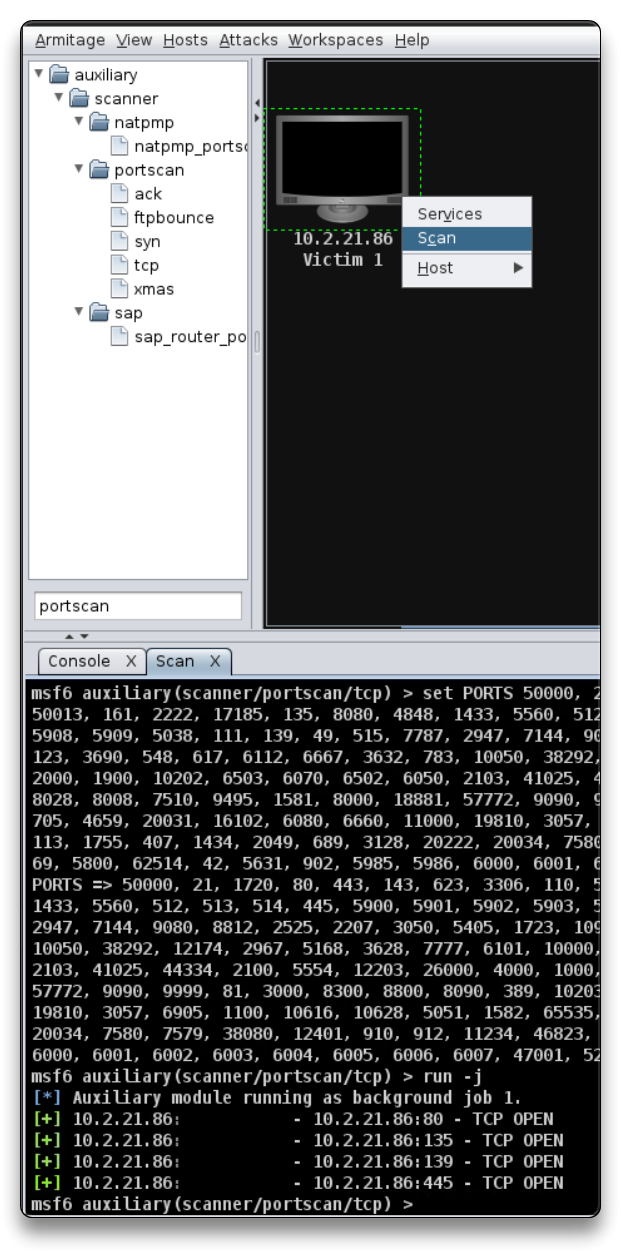 Armitage View Hosts Attacks Workspaces Help
auxiliary
scanner
natpmp
natpmp_portsc
portscan
ack
ftpbounce
syn
tcp
xmas
sap
sap_router_po
portscan
10.2.21.86
Victim 1
Services
Scan
Host
Console X Scan X
msf6 auxiliary(scanner/portscan/tcp) > set PORTS 50000, 2
50013, 161, 2222, 17185, 135, 8080, 4848, 1433, 5560, 512
5908, 5909, 5038, 111, 139, 49, 515, 7787, 2947, 7144, 90
123, 3690, 548, 617, 6112, 6667, 3632, 783, 10050, 38292,
2000, 1900, 10202, 6503, 6070, 6502, 6050, 2103, 41025, 4
8028, 8008, 7510, 9495, 1581, 8000, 18881, 57772, 9090, 9
705, 4659, 20031, 16102, 6080, 6660, 11000, 19810, 3057,
113, 1755, 407, 1434, 2049, 689, 3128, 20222, 20034, 7580
69, 5800, 62514, 42, 5631, 902, 5985, 5986, 6000, 6001, 6
PORTS => 50000, 21, 1720, 80, 443, 143, 623, 3306, 110, 5
1433, 5560, 512, 513, 514, 445, 5900, 5901, 5902, 5903, 5
2947, 7144, 9080, 8812, 2525, 2207, 3050, 5405, 1723, 109
10050, 38292, 12174, 2967, 5168, 3628, 7777, 6101, 10000,
2103, 41025, 44334, 2100, 5554, 12203, 26000, 4000, 1000,
57772, 9090, 9999, 81, 3000, 8300, 8800, 8090, 389, 10203
19810, 3057, 6905, 1100, 10616, 10628, 5051, 1582, 65535,
20034, 7580, 7579, 38080, 12401, 910, 912, 11234, 46823,
6000, 6001, 6002, 6003, 6004, 6005, 6006, 6007, 47001, 52
msf6 auxiliary(scanner/portscan/tcp) > run -j
[*] Auxiliary module running as background job 1.
[+] 10.2.21.86: - 10.2.21.86:80 - TCP OPEN
[+] 10.2.21.86: - 10.2.21.86:135 - TCP OPEN
[+] 10.2.21.86: - 10.2.21.86:139 - TCP OPEN
[+] 10.2.21.86: - 10.2.21.86:445 - TCP OPEN
msf6 auxiliary(scanner/portscan/tcp) >